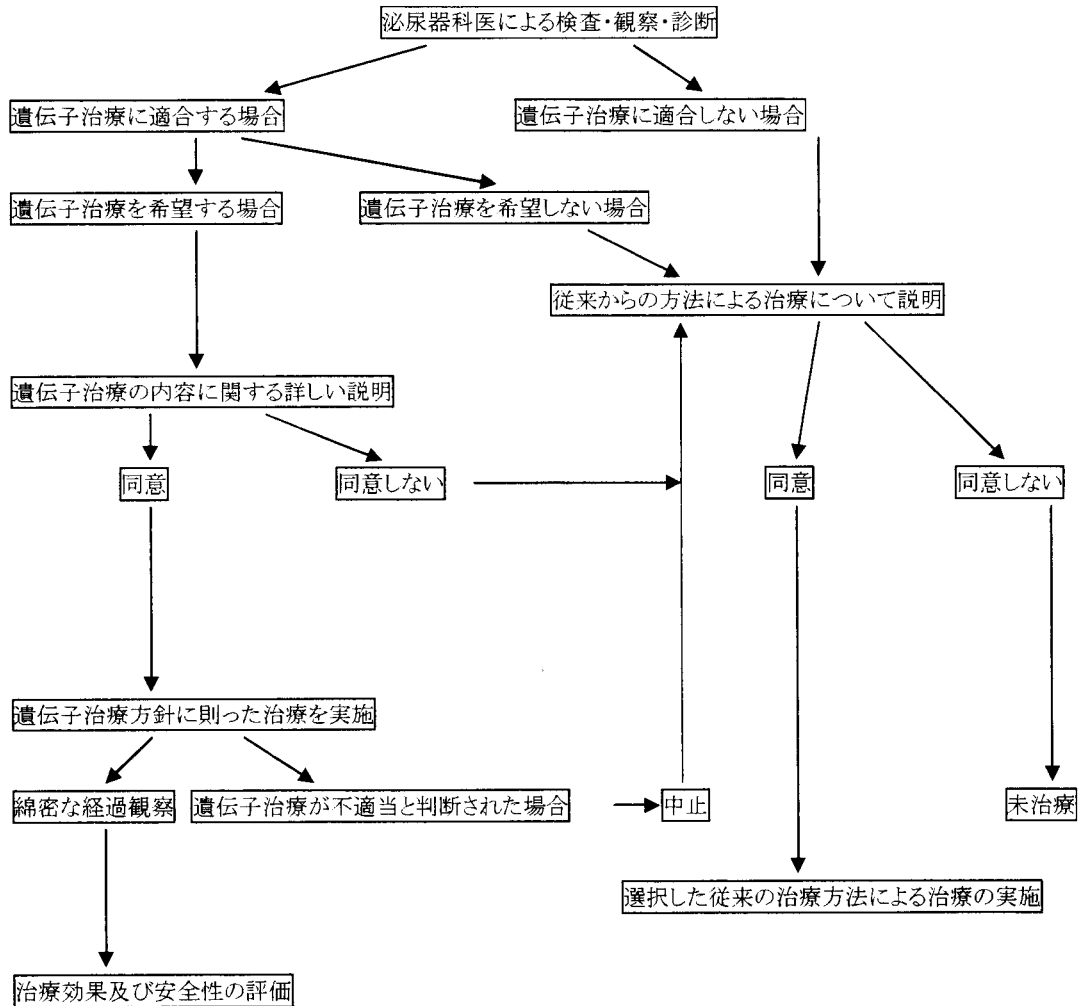 泌尿器科医による検査・観察・診断
遺伝子治療に適合する場合
遺伝子治療に適合しない場合
遺伝子治療を希望する場合
遺伝子治療を希望しない場合
従来からの方法による治療について説明
遺伝子治療の内容に関する詳しい説明
同意
同意しない
同意
同意しない
遺伝子治療方針に則った治療を実施
綿密な経過観察
遺伝子治療が不適当と判断された場合
中止
未治療
選択した従来の治療方法による治療の実施
治療効果及び安全性の評価